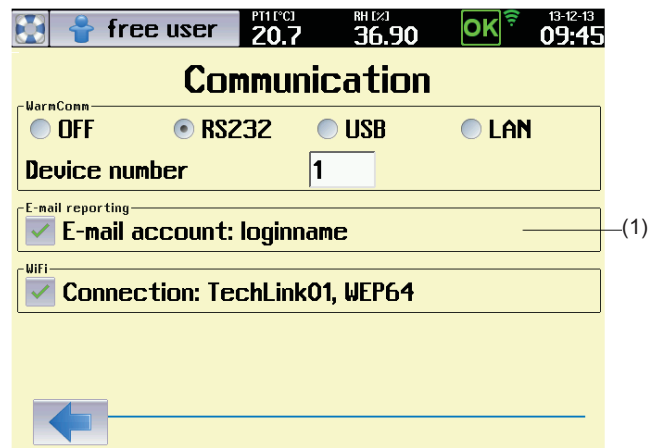 free user PT1 [°C] 20.7 RH [%] 36.90 OK 13-12-13 09:45
Communication
WarmComm
OFF RS232 USB LAN
Device number 1
E-mail reporting
E-mail account: loginname (1)
WiFi
Connection: TechLink01, WEP64